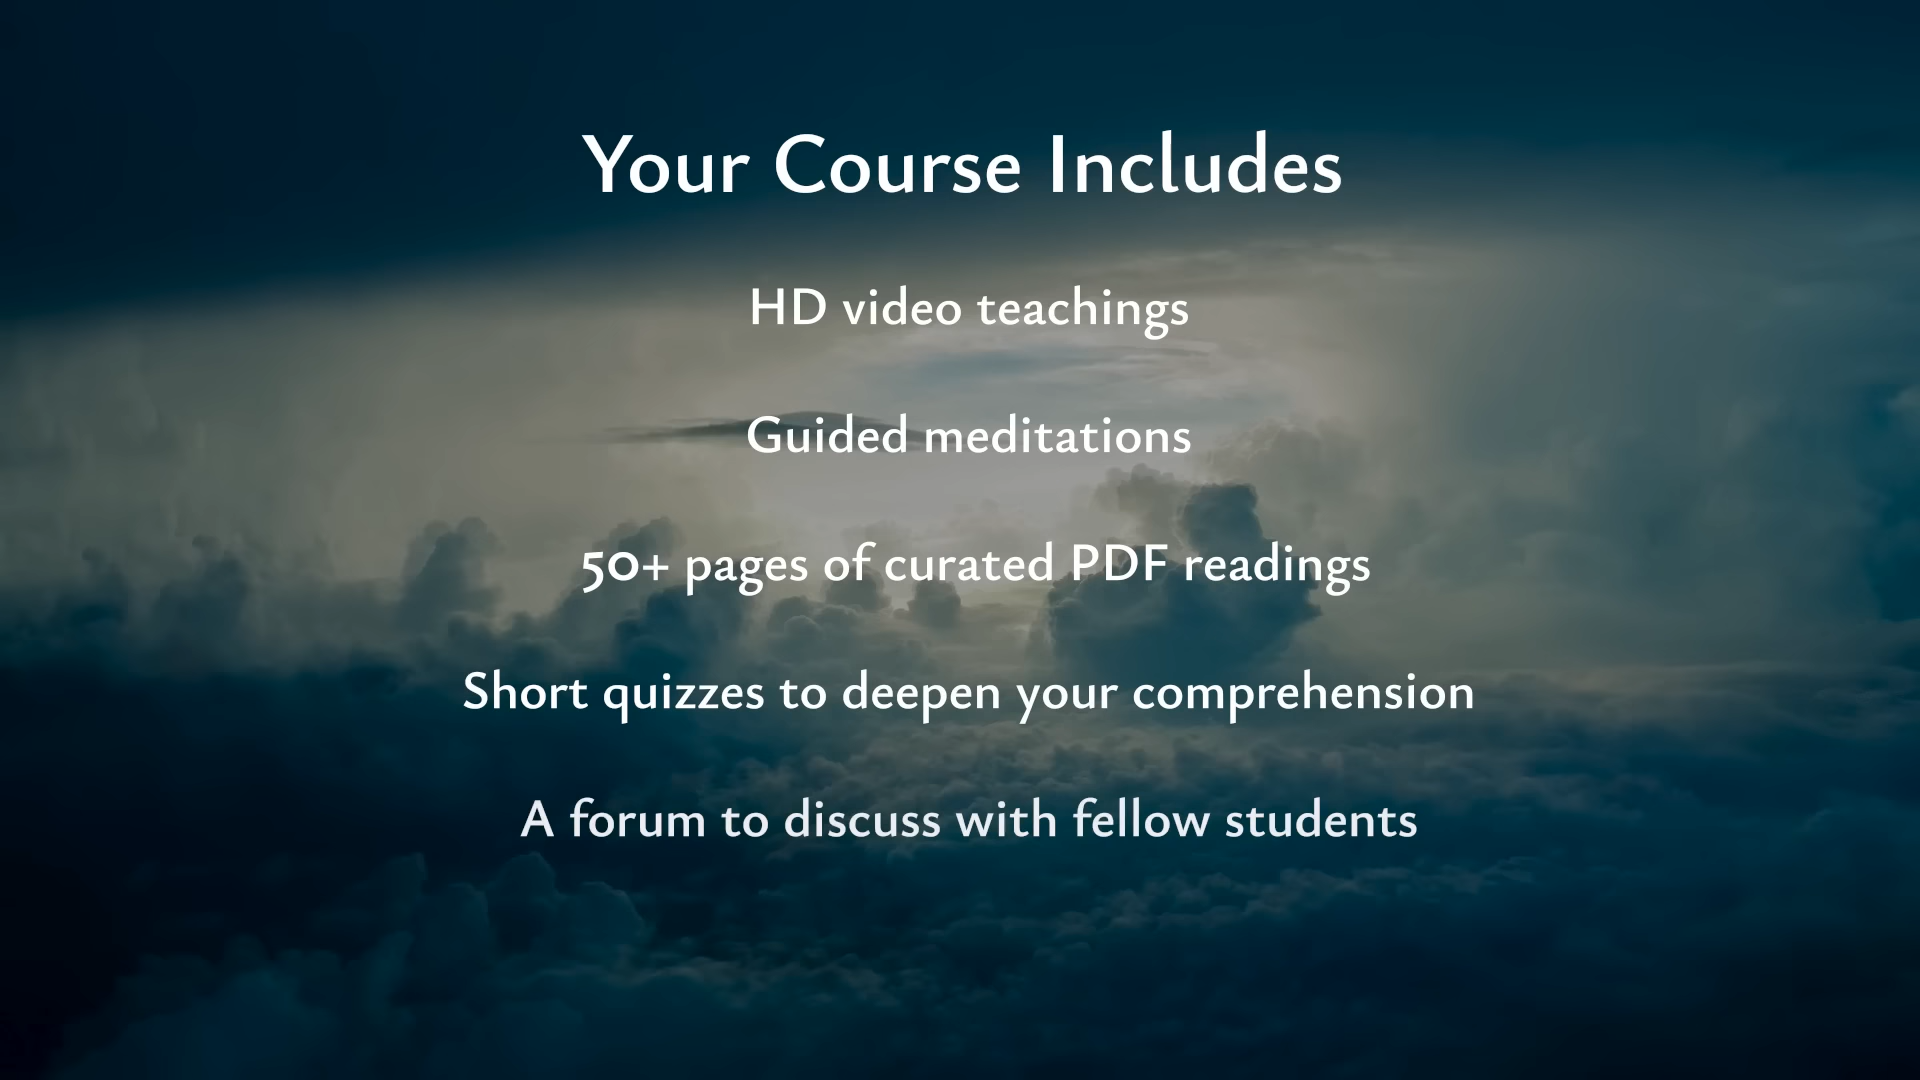 Your Course Includes
HD video teachings
Guided meditations
50+ pages of curated PDF readings
Short quizzes to deepen your comprehension
A forum to discuss with fellow students